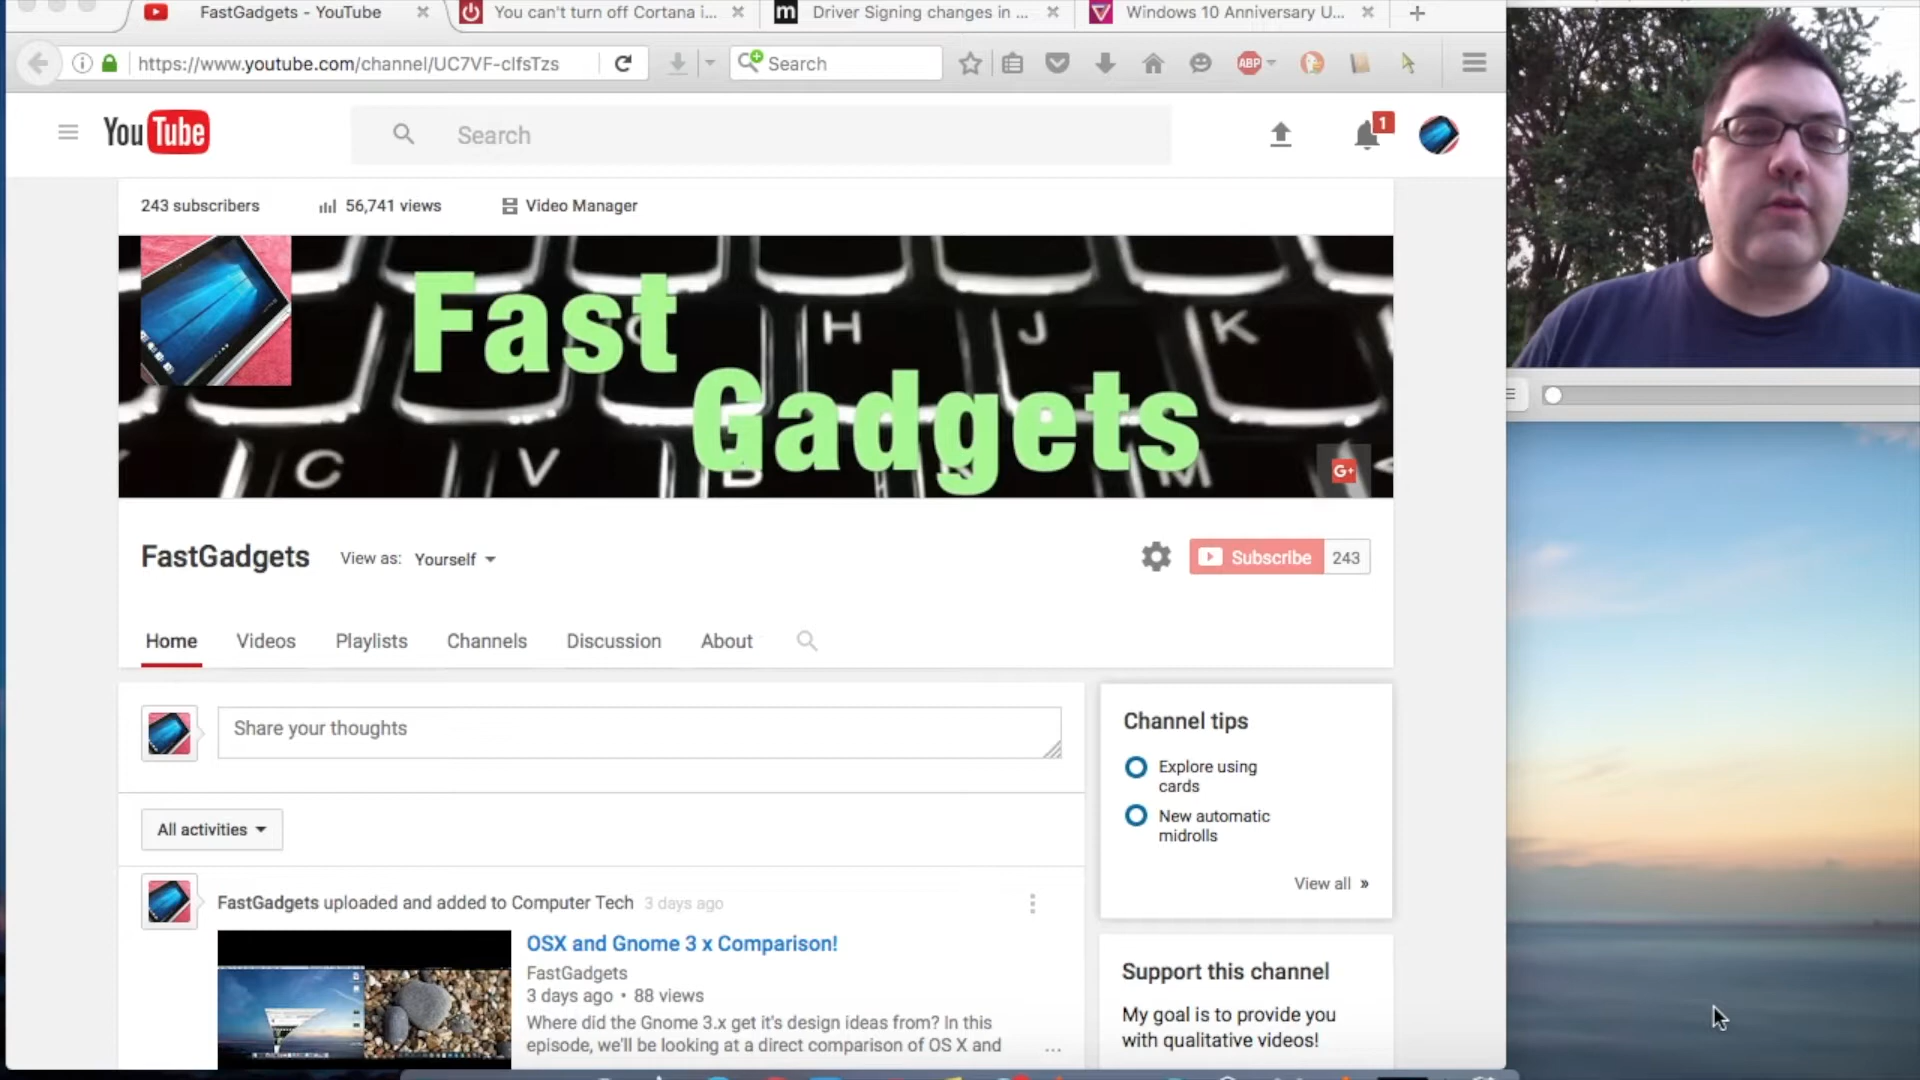 FastGadgets - YouTube
You can't turn off Cortana i...
Driver Signing changes in ...
Windows 10 Anniversary U...
https://www.youtube.com/channel/UC7VF-clfsTzs
Search
ABP
YouTube
Search
1
243 subscribers
56,741 views
Video Manager
Fast
Gadgets
H
J
K
C
V
B
M
G+
FastGadgets
View as: Yourself
Subscribe 243
Home
Videos
Playlists
Channels
Discussion
About
Share your thoughts
Channel tips
Explore using
cards
New automatic
midrolls
View all »
All activities
FastGadgets uploaded and added to Computer Tech 3 days ago
OSX and Gnome 3 x Comparison!
FastGadgets
3 days ago • 88 views
Where did the Gnome 3.x get it's design ideas from? In this
episode, we'll be looking at a direct comparison of OS X and
...
Support this channel
My goal is to provide you
with qualitative videos!